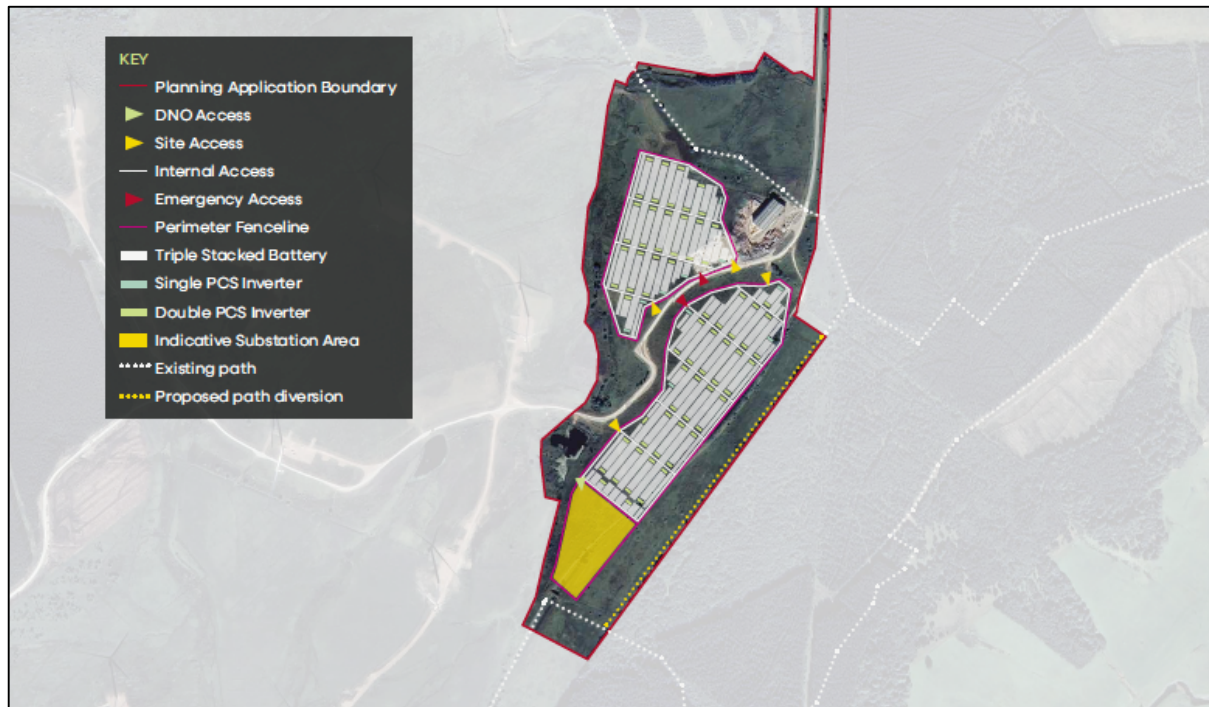 KEY
Planning Application Boundary
DNO Access
Site Access
Internal Access
Emergency Access
Perimeter Fenceline
Triple Stacked Battery
Single PCS Inverter
Double PCS Inverter
Indicative Substation Area
Existing path
Proposed path diversion